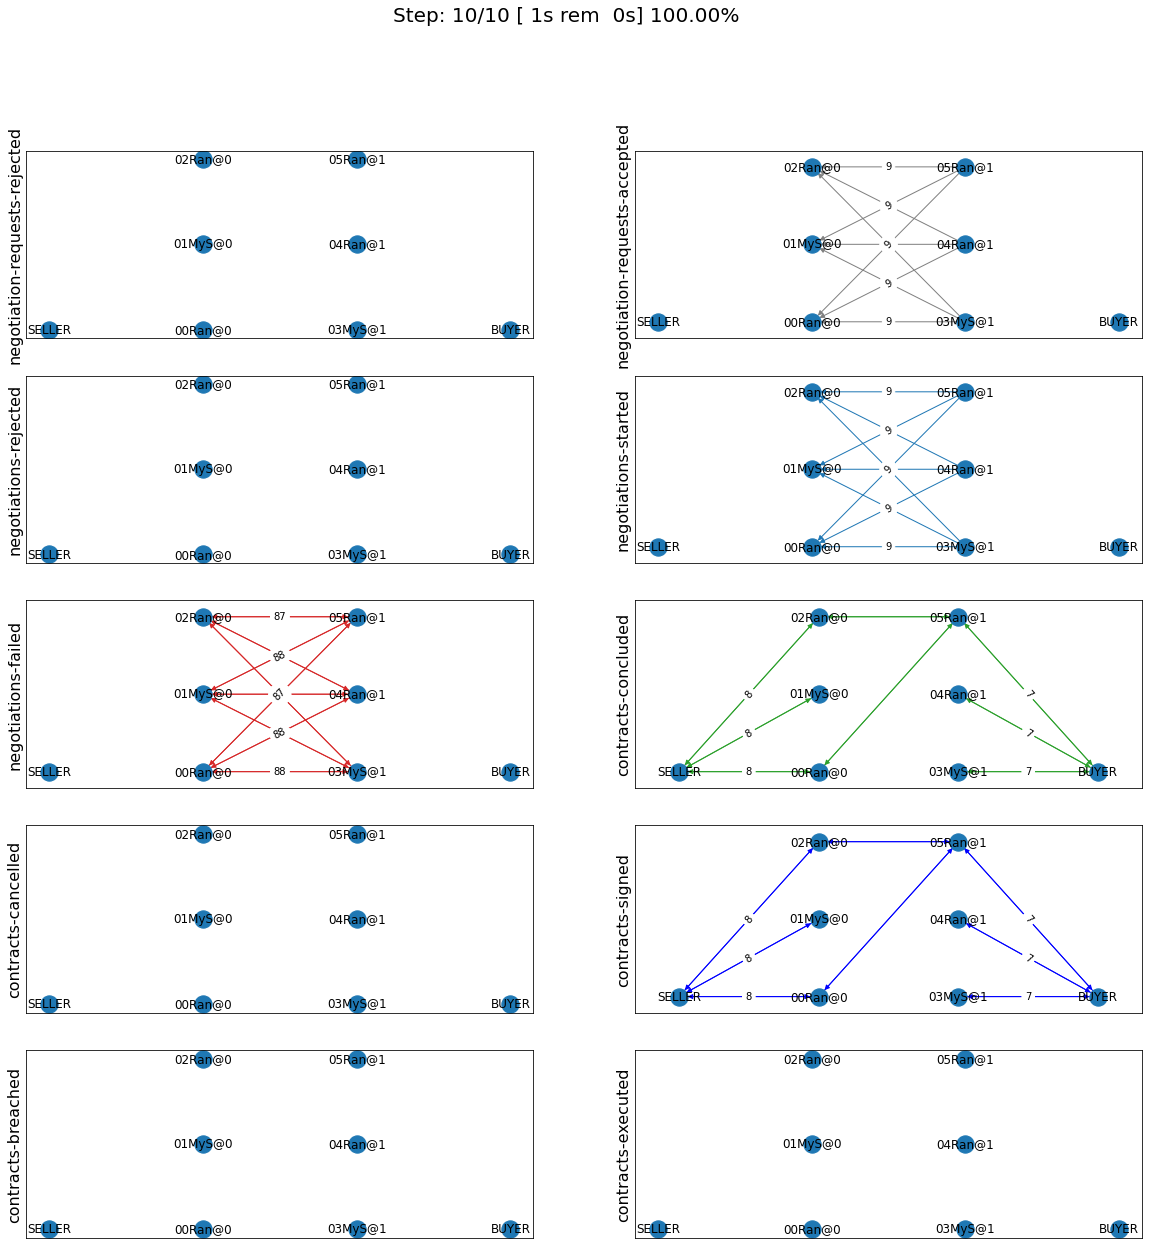 Step: 10/10 [ 1s rem  0s] 100.00%
negotiation-requests-rejected
02Ran@0 05Ran@1
01MyS@0 04Ran@1
SELLER 00Ran@0 03MyS@1 BUYER
negotiation-requests-accepted
02Ran@0 9 05Ran@1
9
01MyS@0 9 04Ran@1
9
SELLER 00Ran@0 9 03MyS@1 BUYER
negotiations-rejected
02Ran@0 05Ran@1
01MyS@0 04Ran@1
SELLER 00Ran@0 03MyS@1 BUYER
negotiations-started
02Ran@0 9 05Ran@1
9
01MyS@0 9 04Ran@1
9
SELLER 00Ran@0 9 03MyS@1 BUYER
negotiations-failed
02Ran@0 87 05Ran@1
88
01MyS@0 87 04Ran@1
88
SELLER 00Ran@0 88 03MyS@1 BUYER
contracts-concluded
02Ran@0 05Ran@1
8 01MyS@0 04Ran@1 7
8 7
SELLER 8 00Ran@0 03MyS@1 7 BUYER
contracts-cancelled
02Ran@0 05Ran@1
01MyS@0 04Ran@1
SELLER 00Ran@0 03MyS@1 BUYER
contracts-signed
02Ran@0 05Ran@1
8 01MyS@0 04Ran@1 7
8 7
SELLER 8 00Ran@0 03MyS@1 7 BUYER
contracts-breached
02Ran@0 05Ran@1
01MyS@0 04Ran@1
SELLER 00Ran@0 03MyS@1 BUYER
contracts-executed
02Ran@0 05Ran@1
01MyS@0 04Ran@1
SELLER 00Ran@0 03MyS@1 BUYER